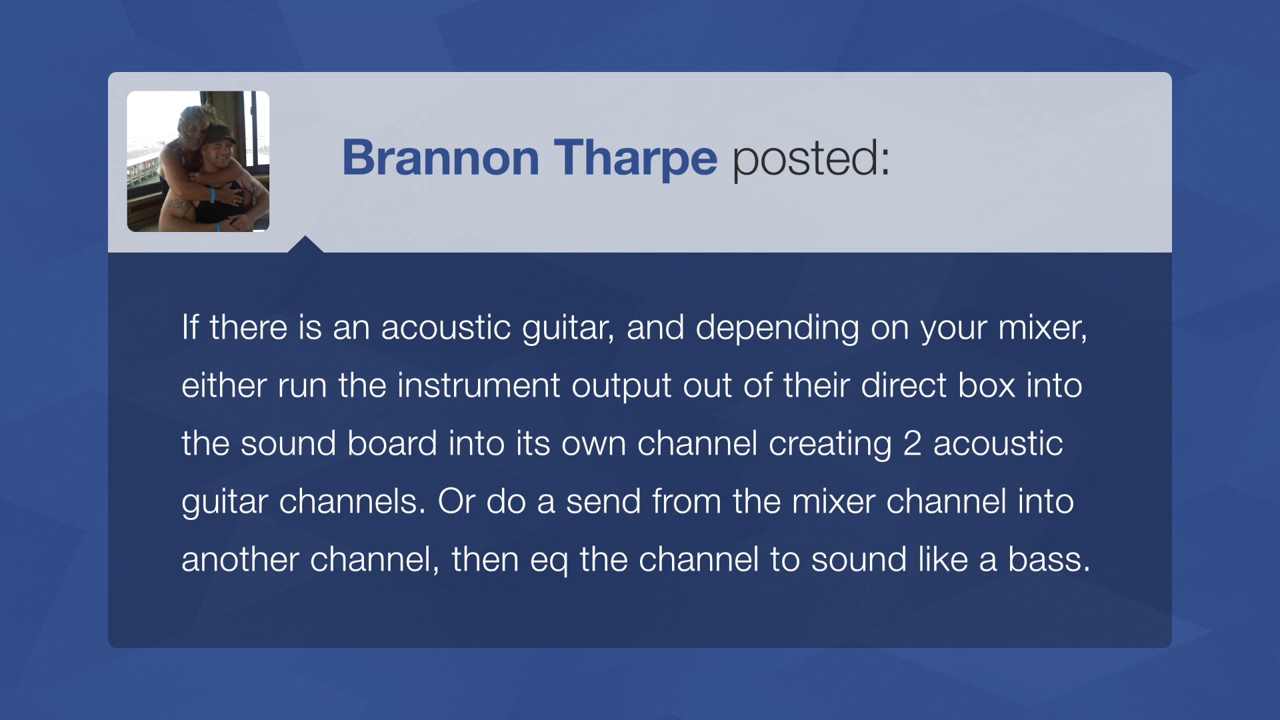 Brannon Tharpe posted:
If there is an acoustic guitar, and depending on your mixer,
either run the instrument output out of their direct box into
the sound board into its own channel creating 2 acoustic
guitar channels. Or do a send from the mixer channel into
another channel, then eq the channel to sound like a bass.